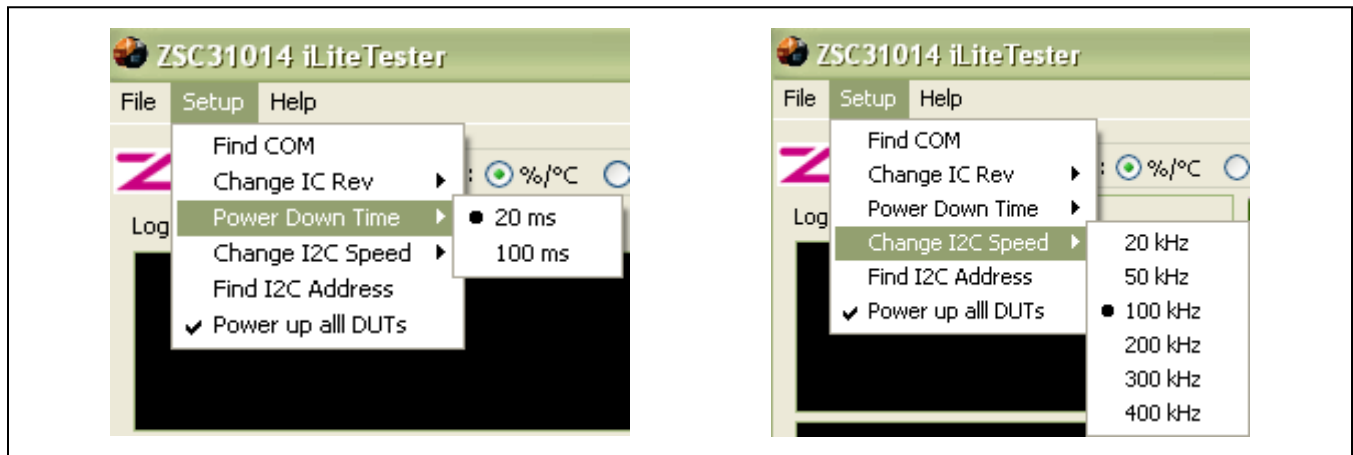 ZSC31014 iLiteTester
File Setup Help
Find COM
Change IC Rev
: %/°C
Log
Power Down Time
20 ms
Change I2C Speed
100 ms
Find I2C Address
Power up alll DUTs
ZSC31014 iLiteTester
File Setup Help
Find COM
Change IC Rev
: %/°C
Power Down Time
Log
Change I2C Speed
20 kHz
Find I2C Address
50 kHz
Power up alll DUTs
100 kHz
200 kHz
300 kHz
400 kHz